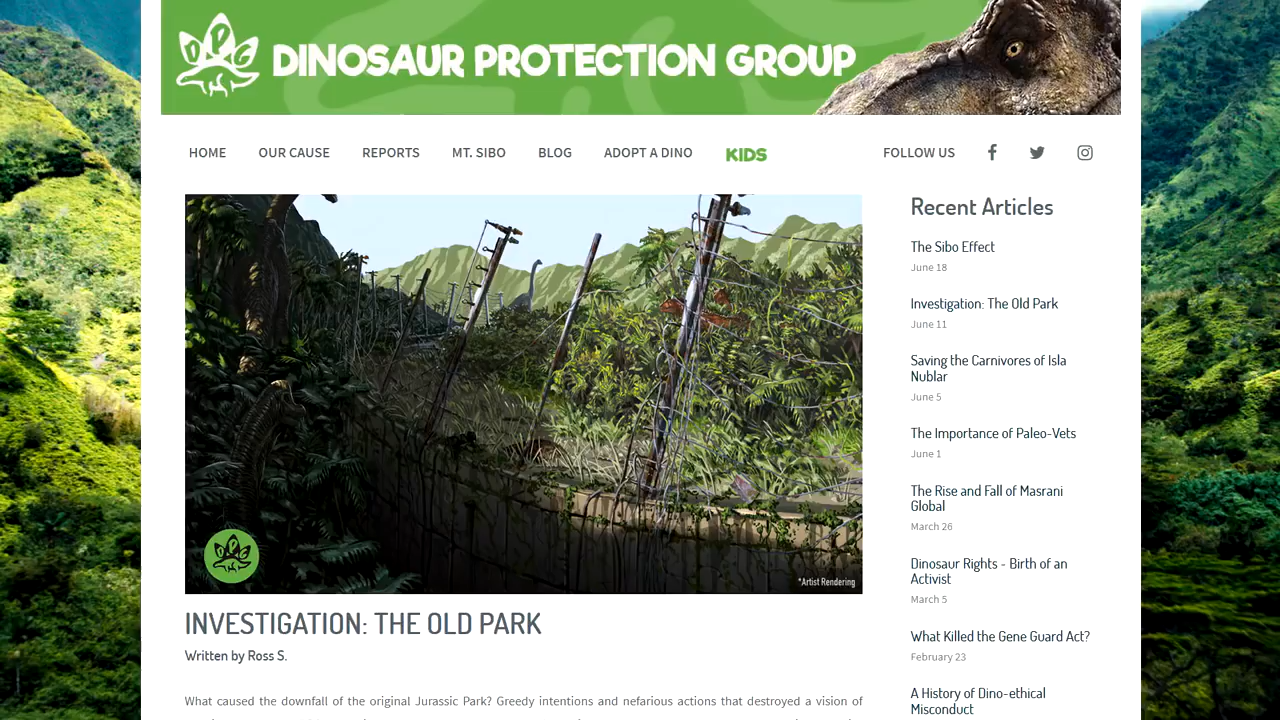 DPG
DINOSAUR PROTECTION GROUP
HOME OUR CAUSE REPORTS MT. SIBO BLOG ADOPT A DINO KIDS FOLLOW US
DPG
*Artist Rendering
INVESTIGATION: THE OLD PARK
Written by Ross S.
What caused the downfall of the original Jurassic Park? Greedy intentions and nefarious actions that destroyed a vision of
Recent Articles
The Sibo Effect
June 18
Investigation: The Old Park
June 11
Saving the Carnivores of Isla
Nublar
June 5
The Importance of Paleo-Vets
June 1
The Rise and Fall of Masrani
Global
March 26
Dinosaur Rights - Birth of an
Activist
March 5
What Killed the Gene Guard Act?
February 23
A History of Dino-ethical
Misconduct